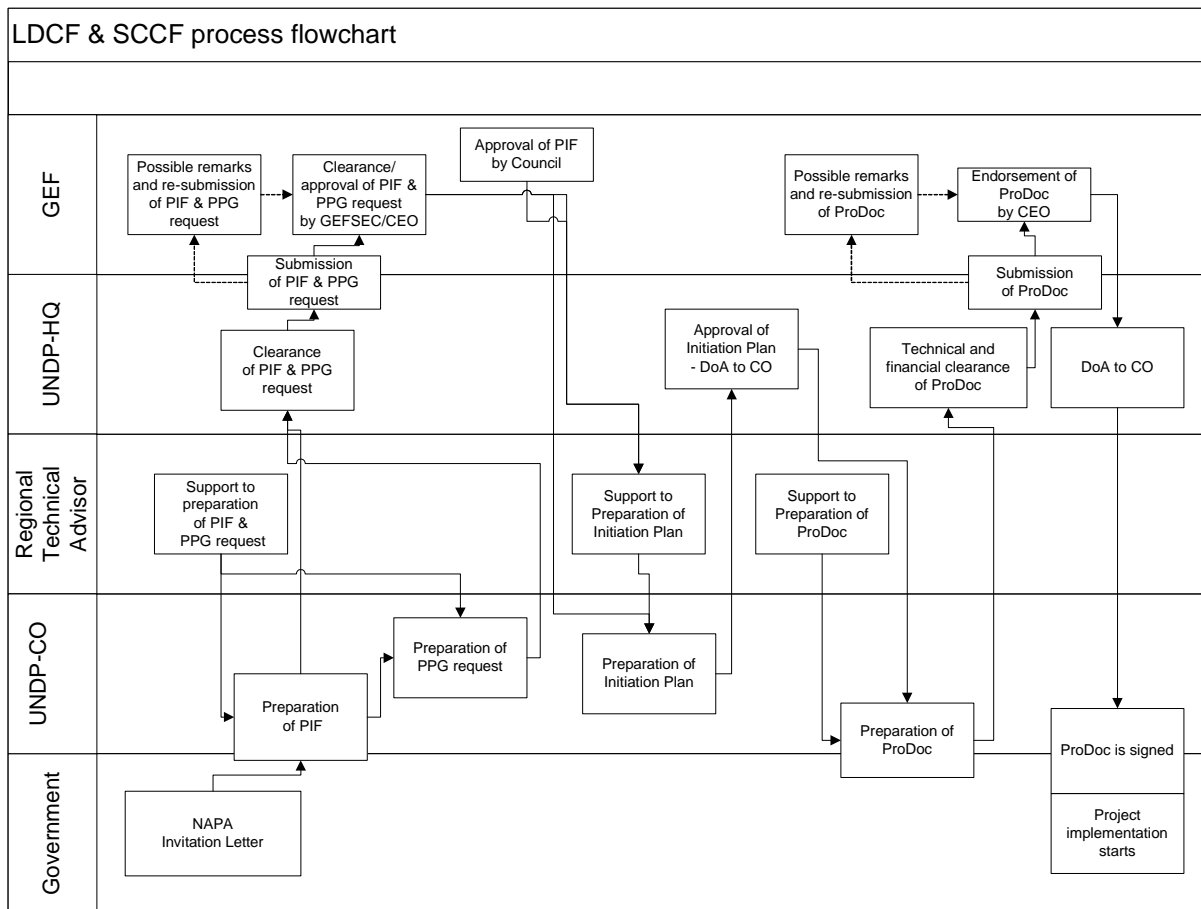 LDCF & SCCF process flowchart
GEF
Possible remarks
and re-submission
of PIF & PPG
request
Clearance/
approval of PIF &
PPG request
by GEFSEC/CEO
Approval of PIF
by Council
Possible remarks
and re-submission
of ProDoc
Endorsement of
ProDoc
by CEO
Submission
of PIF & PPG
request
Submission
of ProDoc
UNDP-HQ
Clearance
of PIF & PPG
request
Approval of
Initiation Plan
- DoA to CO
Technical and
financial clearance
of ProDoc
DoA to CO
Regional
Technical
Advisor
Support to
preparation
of PIF &
PPG request
Support to
Preparation of
Initiation Plan
Support to
Preparation of
ProDoc
UNDP-CO
Preparation
of PIF
Preparation of
PPG request
Preparation of
Initiation Plan
Preparation of
ProDoc
ProDoc is signed
Government
NAPA
Invitation Letter
Project
implementation
starts